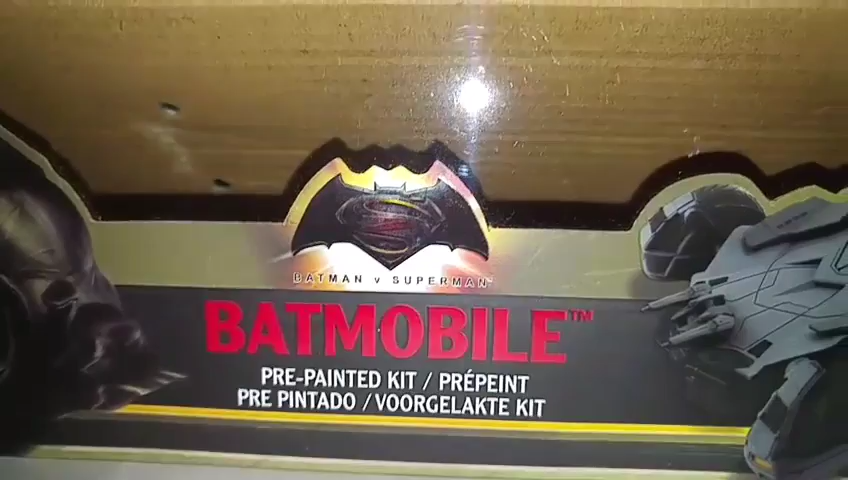 BATMAN v SUPERMAN
BATMOBILE™
PRE-PAINTED KIT / PRÉPEINT
PRE PINTADO / VOORGELAKTE KIT